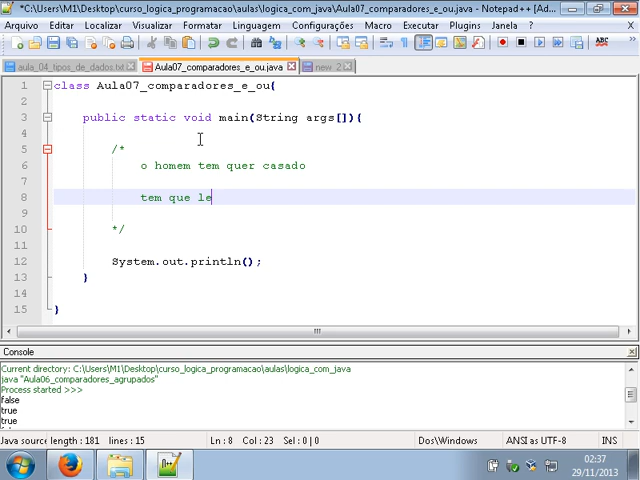 *C:\Users\M1\Desktop\curso_logica_programacao\aulas\logica_com_java\Aula07_comparadores_e_ou.java - Notepad++ [Ad...
Arquivo Editar Localizar Visualizar Formatar Linguagem Configurações Macro Executar Plugins Janela ? X
aula_04_tipos_de_dados.txt Aula07_comparadores_e_ou.java new 2
1 class Aula07_comparadores_e_ou{
2
3 public static void main(String args[]){
4
5 /*
6 o homem tem quer casado
7
8 tem que le
9
10 */
11
12 System.out.println();
13 }
14
15 }
Console
Current directory: C:\Users\M1\Desktop\curso_logica_programacao\aulas\logica_com_java
java "Aula06_comparadores_agrupados"
Process started >>>
false
true
true
Java source length : 181 lines : 15 Ln : 8 Col : 23 Sel : 0 | 0 Dos\Windows ANSI as UTF-8 INS
02:37
29/11/2013